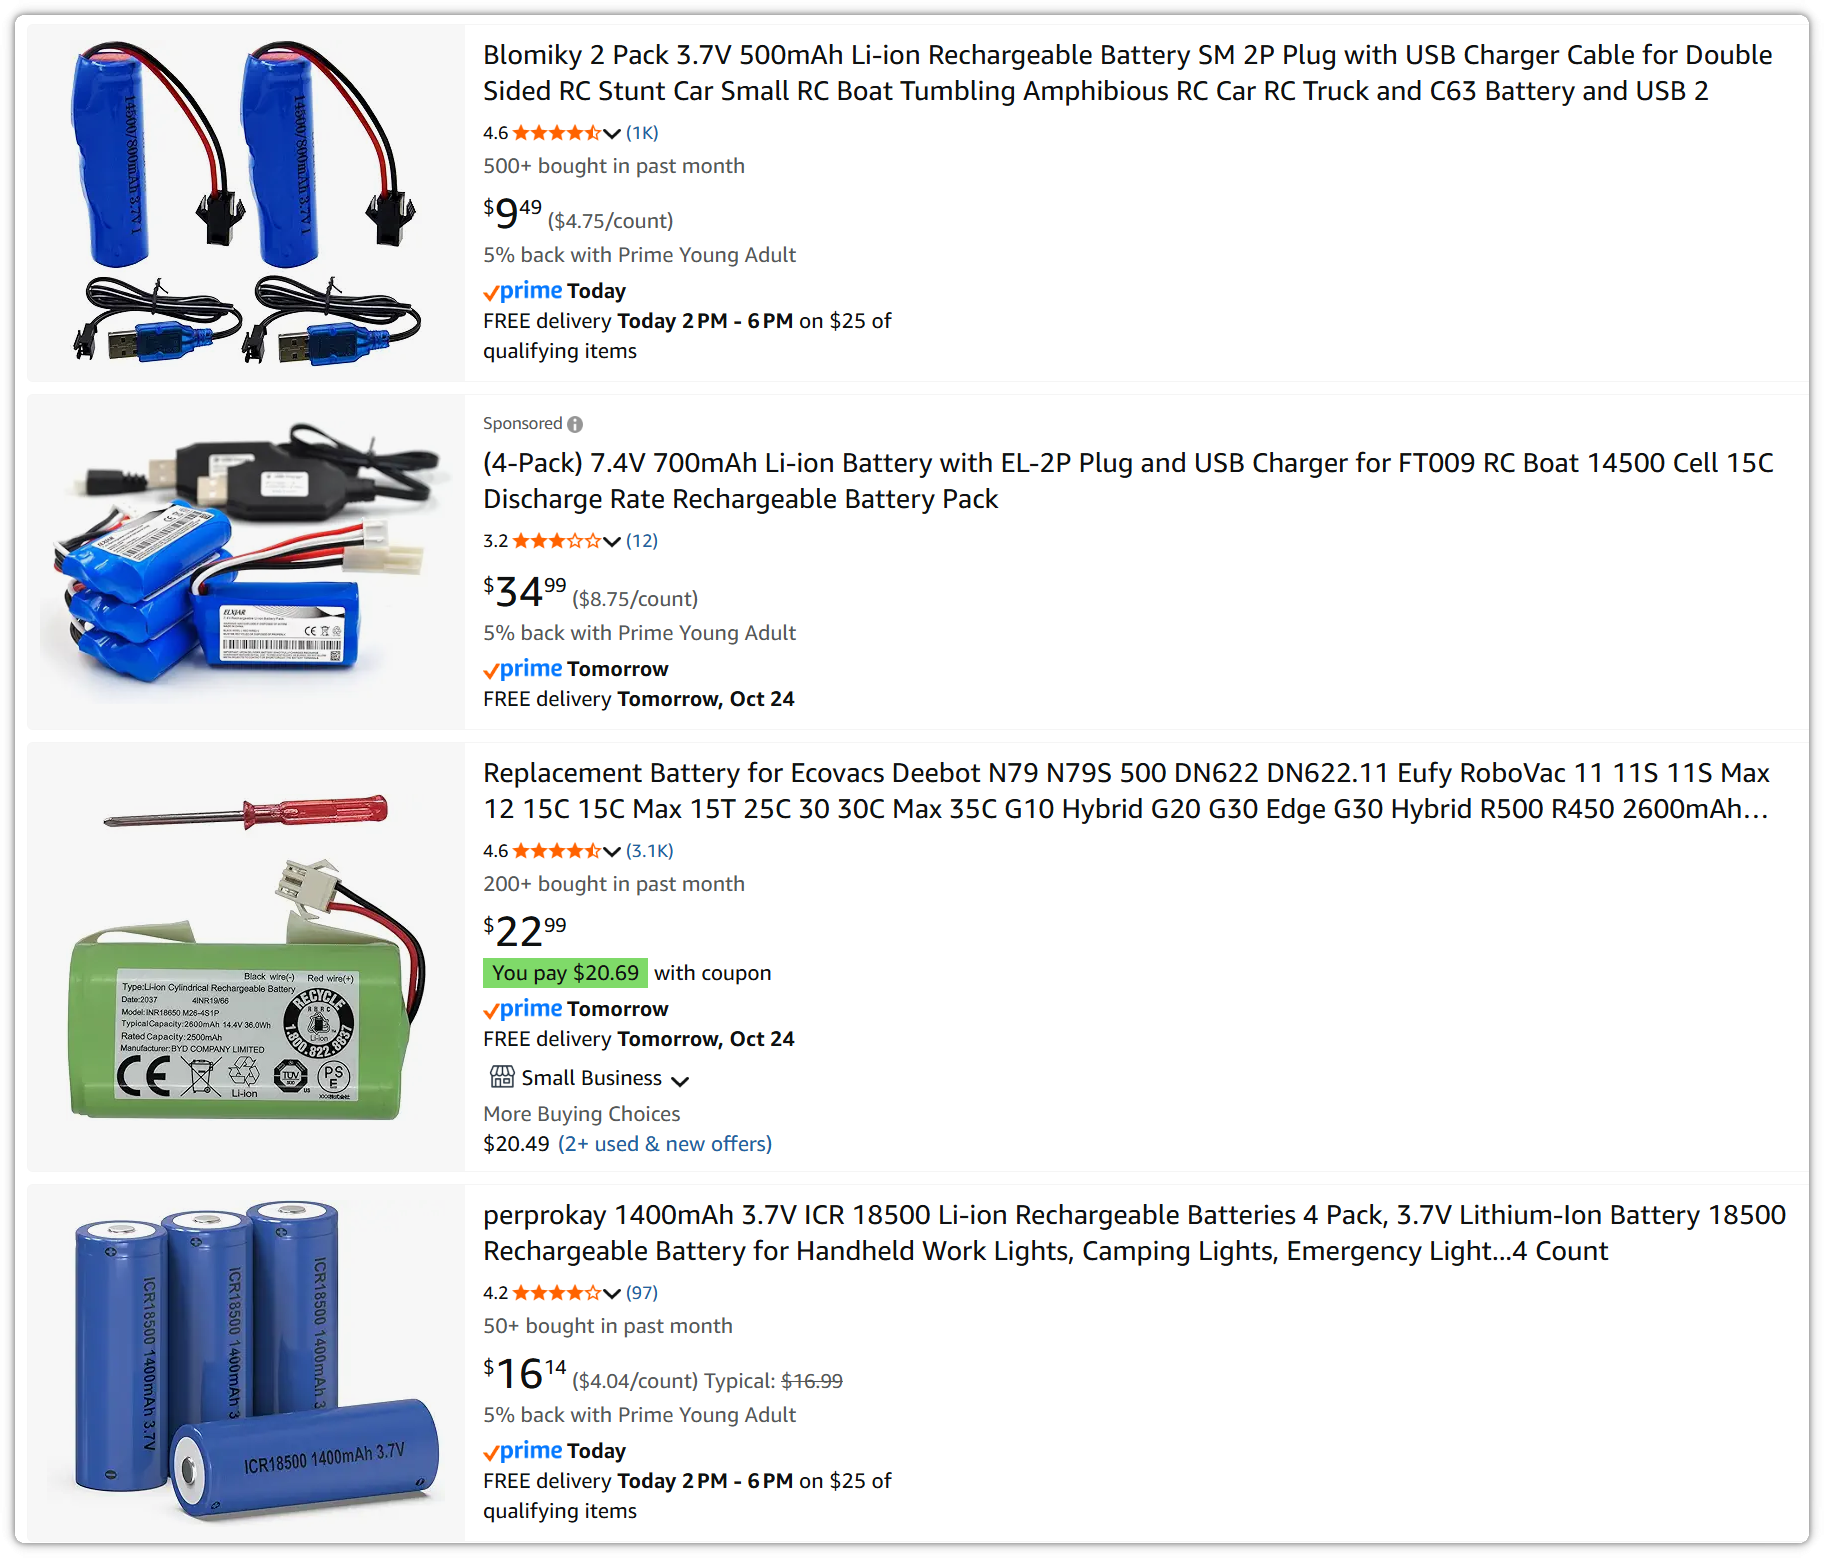 Blomiky 2 Pack 3.7V 500mAh Li-ion Rechargeable Battery SM 2P Plug with USB Charger Cable for Double
Sided RC Stunt Car Small RC Boat Tumbling Amphibious RC Car RC Truck and C63 Battery and USB 2
4.6 (1K)
500+ bought in past month
$9.49 ($4.75/count)
5% back with Prime Young Adult
prime Today
FREE delivery Today 2 PM - 6 PM on $25 of
qualifying items
14500/800mAh 3.7V
14500/800mAh 3.7V
Sponsored
(4-Pack) 7.4V 700mAh Li-ion Battery with EL-2P Plug and USB Charger for FT009 RC Boat 14500 Cell 15C
Discharge Rate Rechargeable Battery Pack
3.2 (12)
$34.99 ($8.75/count)
5% back with Prime Young Adult
prime Tomorrow
FREE delivery Tomorrow, Oct 24
ELXJAR
CE
Replacement Battery for Ecovacs Deebot N79 N79S 500 DN622 DN622.11 Eufy RoboVac 11 11S 11S Max
12 15C 15C Max 15T 25C 30 30C Max 35C G10 Hybrid G20 G30 Edge G30 Hybrid R500 R450 2600mAh…
4.6 (3.1K)
200+ bought in past month
$22.99
You pay $20.69 with coupon
prime Tomorrow
FREE delivery Tomorrow, Oct 24
Small Business
More Buying Choices
$20.49 (2+ used & new offers)
Black wire(-) Red wire(+)
Type:Li-ion Cylindrical Rechargeable Battery
Date:2037 4INR19/66
Model:INR18650 M26-4S1P
Typical Capacity:2600mAh 14.4V 36.0Wh
Rated Capacity:2500mAh
Manufacturer:BYD COMPANY LIMITED
RECYCLE
RBRC
Li-ion
1.800.822.8837
CE
Li-ion
TUV
US
PS
E
perprokay 1400mAh 3.7V ICR 18500 Li-ion Rechargeable Batteries 4 Pack, 3.7V Lithium-Ion Battery 18500
Rechargeable Battery for Handheld Work Lights, Camping Lights, Emergency Light...4 Count
4.2 (97)
50+ bought in past month
$16.14 ($4.04/count) Typical: $16.99
5% back with Prime Young Adult
prime Today
FREE delivery Today 2 PM - 6 PM on $25 of
qualifying items
ICR18500 1400mAh 3.7V
ICR18500 1400mAh 3
ICR18500 1400mAh 3
ICR18500 1400mAh 3.7V